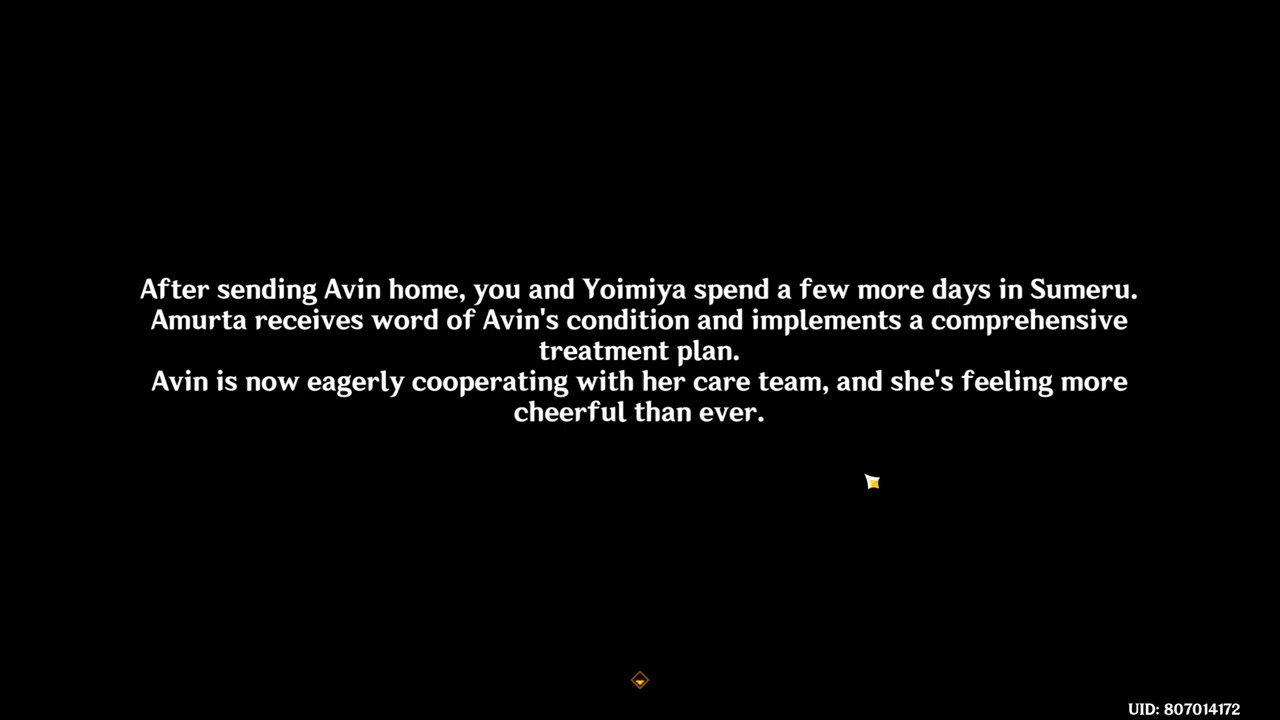 After sending Avin home, you and Yoimiya spend a few more days in Sumeru.
Amurta receives word of Avin's condition and implements a comprehensive
treatment plan.
Avin is now eagerly cooperating with her care team, and she's feeling more
cheerful than ever.
UID: 807014172